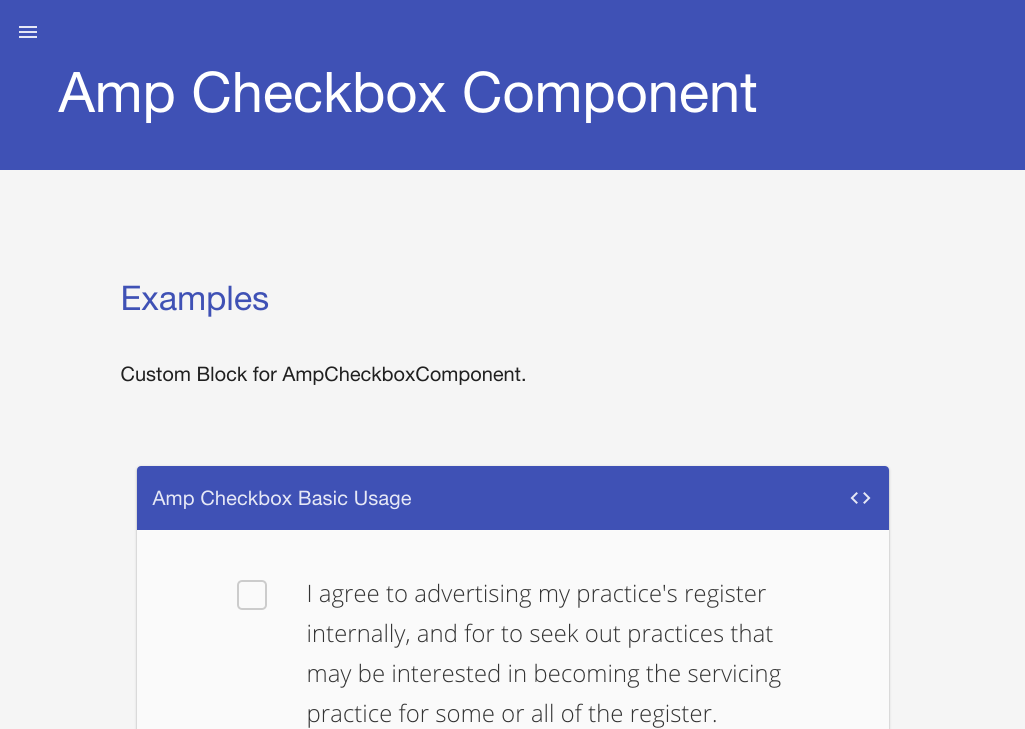 Amp Checkbox Component
Examples
Custom Block for AmpCheckboxComponent.
Amp Checkbox Basic Usage
I agree to advertising my practice's register
internally, and for to seek out practices that
may be interested in becoming the servicing
practice for some or all of the register.